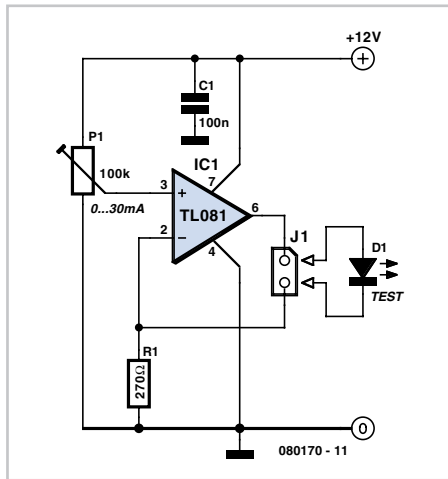 +12V
C1
100n
P1
100k
0...30mA
IC1
7
3
+
TL081
6
2
–
4
J1
D1
TEST
R1
270Ω
0
080170 - 11